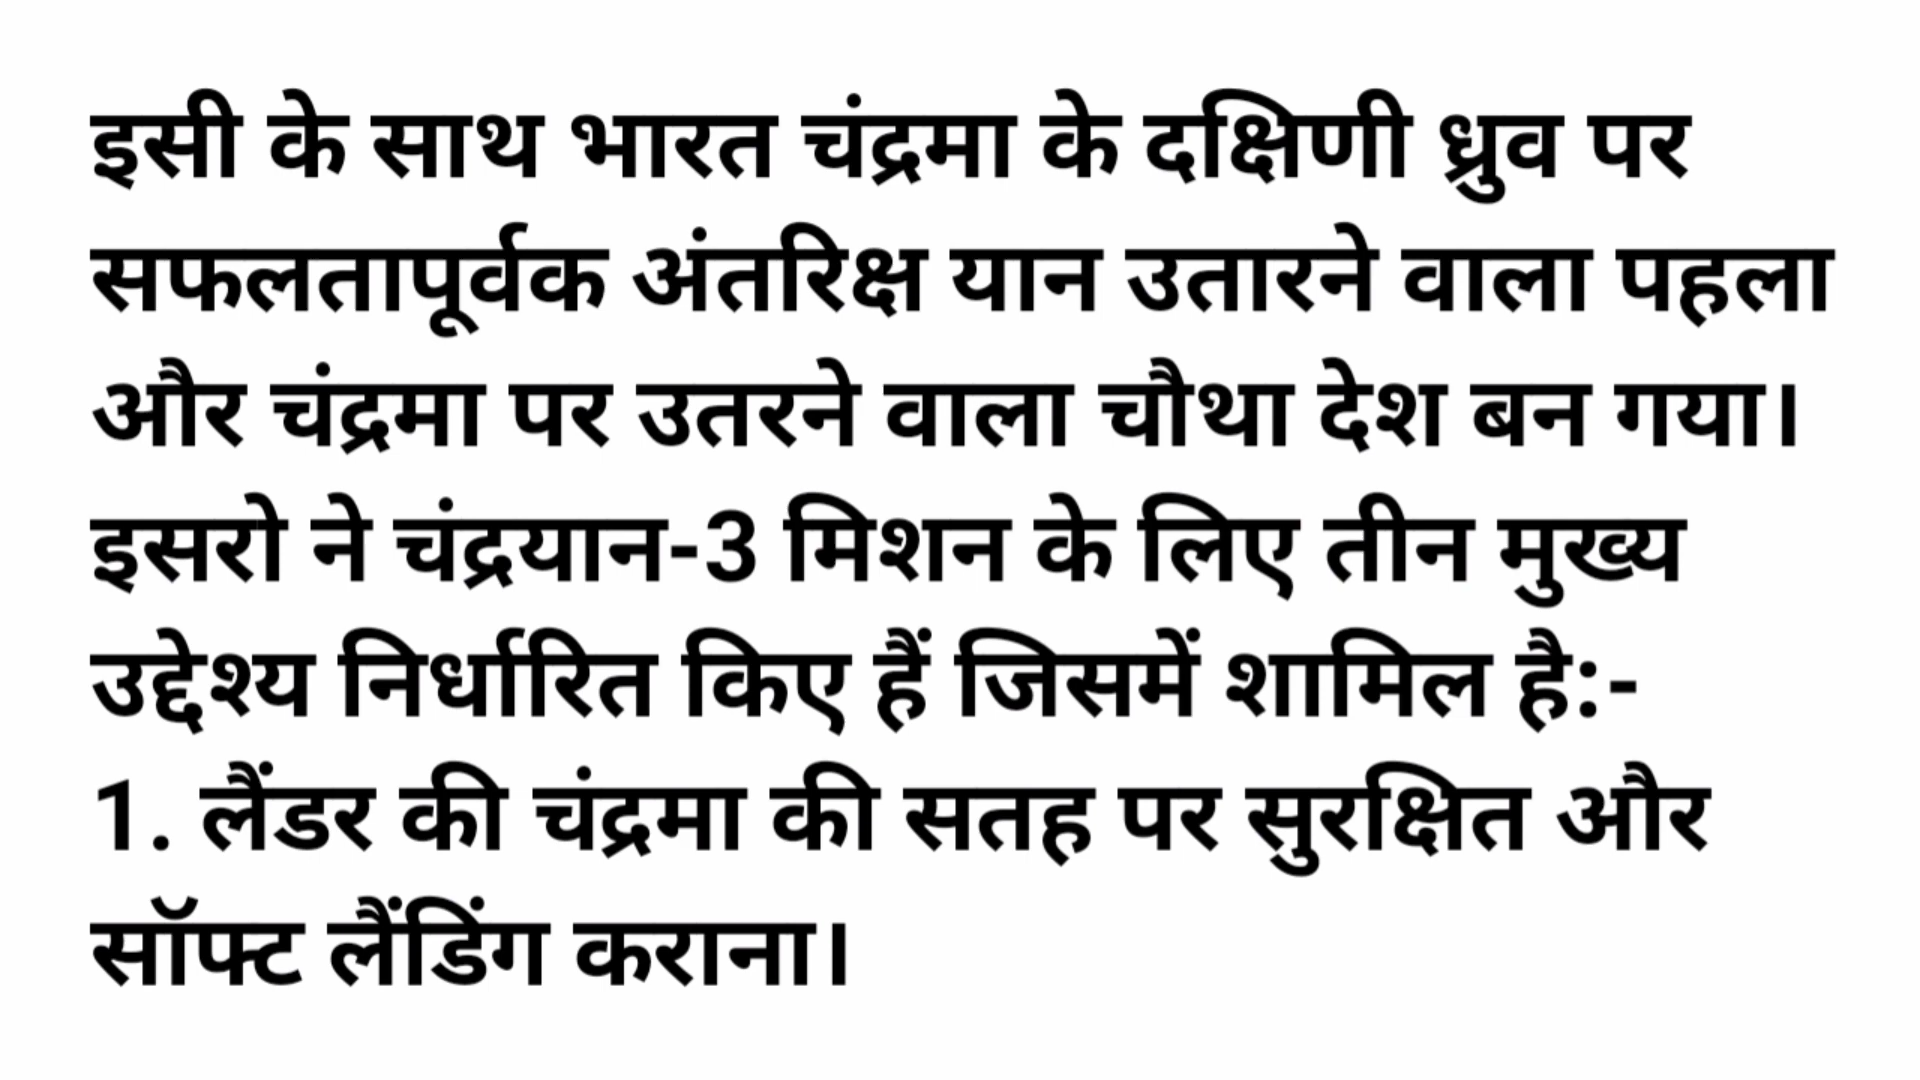 इसी के साथ भारत चंद्रमा के दक्षिणी ध्रुव पर
सफलतापूर्वक अंतरिक्ष यान उतारने वाला पहला
और चंद्रमा पर उतरने वाला चौथा देश बन गया।
इसरो ने चंद्रयान-3 मिशन के लिए तीन मुख्य
उद्देश्य निर्धारित किए हैं जिसमें शामिल है:-
1. लैंडर की चंद्रमा की सतह पर सुरक्षित और
सॉफ्ट लैंडिंग कराना।